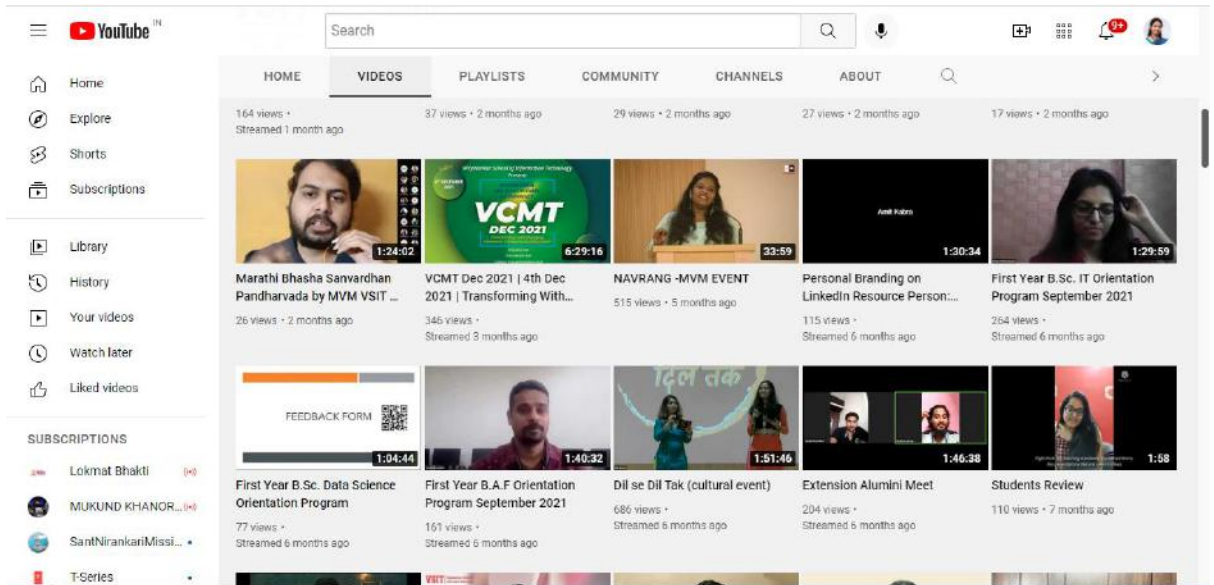 YouTube IN
Search
9+
Home
Explore
Shorts
Subscriptions
Library
History
Your videos
Watch later
Liked videos
SUBSCRIPTIONS
Lokmat Bhakti
MUKUND KHANOR...
SantNirankariMissi...
T-Series
HOME VIDEOS PLAYLISTS COMMUNITY CHANNELS ABOUT
164 views •
Streamed 1 month ago
37 views • 2 months ago
29 views • 2 months ago
27 views • 2 months ago
17 views • 2 months ago
1:24:02
Marathi Bhasha Sanvardhan
Pandharvada by MVM VSIT ...
26 views • 2 months ago
VCMT
DEC 2021
6:29:16
VCMT Dec 2021 | 4th Dec
2021 | Transforming With...
346 views •
Streamed 3 months ago
33:59
NAVRANG -MVM EVENT
515 views • 5 months ago
Amit Kabra
1:30:34
Personal Branding on
LinkedIn Resource Person:...
115 views •
Streamed 6 months ago
1:29:59
First Year B.Sc. IT Orientation
Program September 2021
264 views •
Streamed 6 months ago
FEEDBACK FORM
1:04:44
First Year B.Sc. Data Science
Orientation Program
77 views •
Streamed 6 months ago
1:40:32
First Year B.A.F Orientation
Program September 2021
161 views •
Streamed 6 months ago
दिल तक
1:51:46
Dil se Dil Tak (cultural event)
686 views •
Streamed 6 months ago
1:46:38
Extension Alumini Meet
204 views •
Streamed 6 months ago
1:58
Students Review
110 views • 7 months ago
VSIT